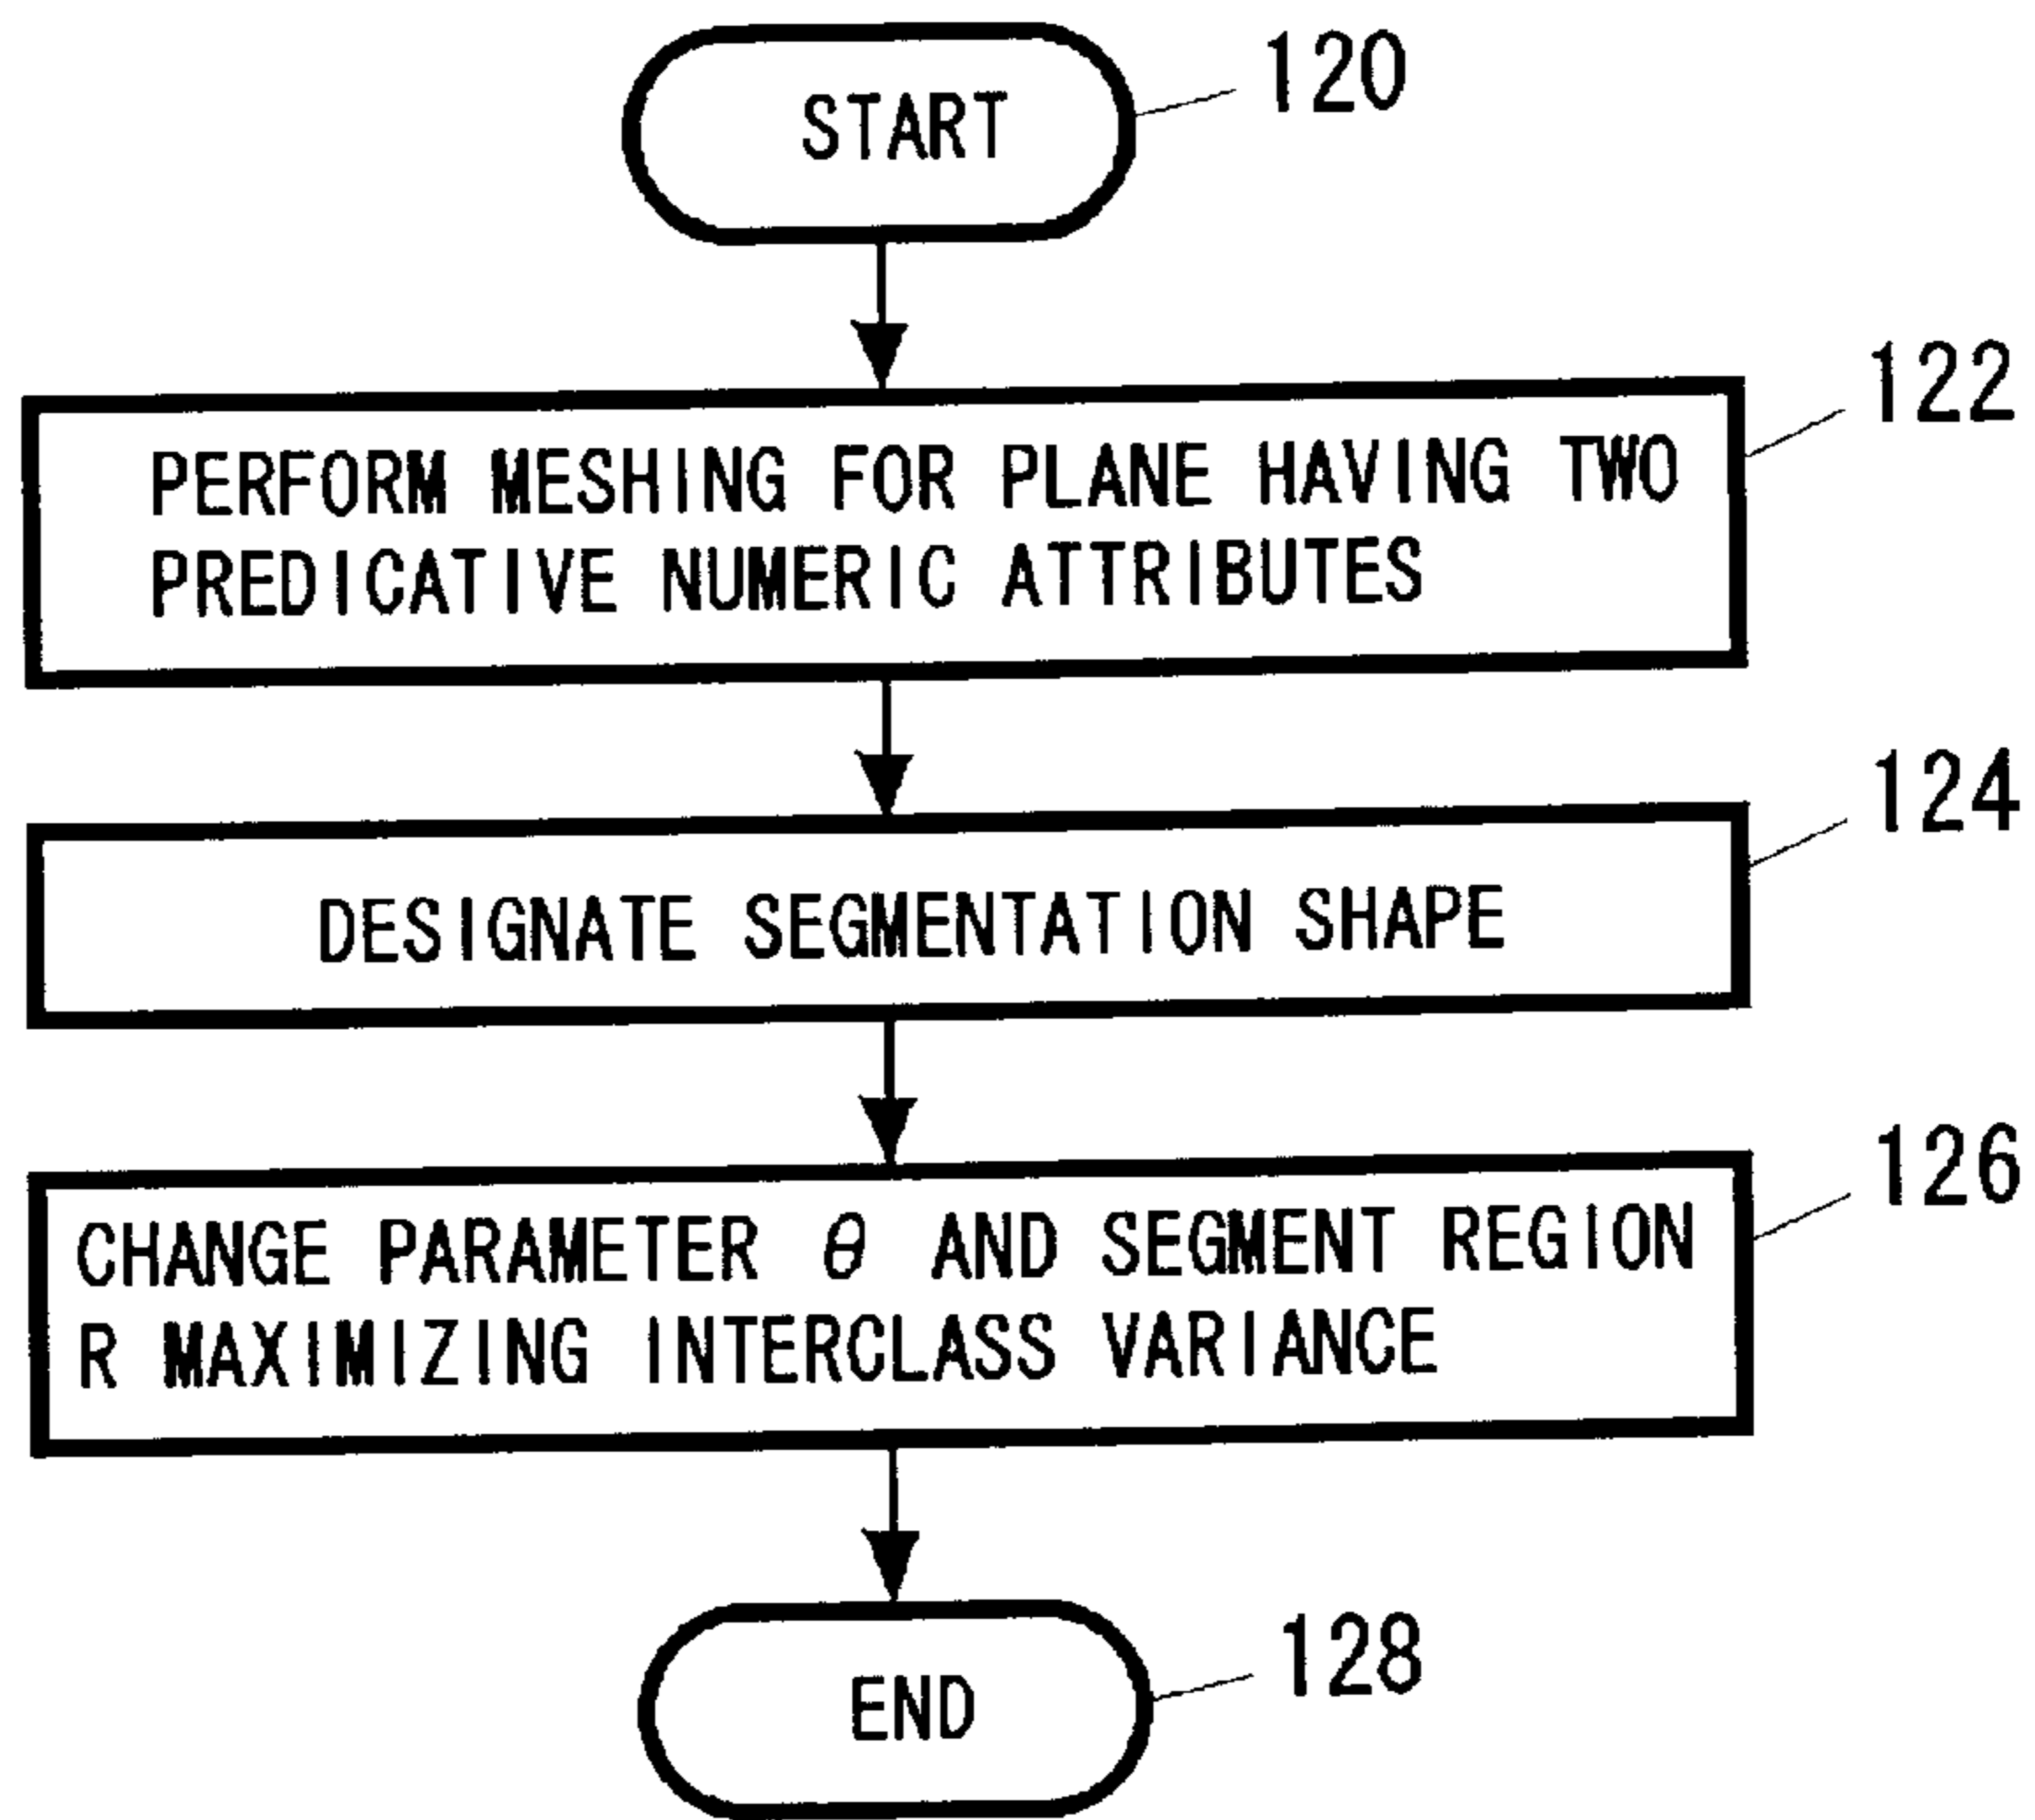 START
120
122
PERFORM MESHING FOR PLANE HAVING TWO
PREDICATIVE NUMERIC ATTRIBUTES
124
DESIGNATE SEGMENTATION SHAPE
126
CHANGE PARAMETER θ AND SEGMENT REGION
R MAXIMIZING INTERCLASS VARIANCE
END
128